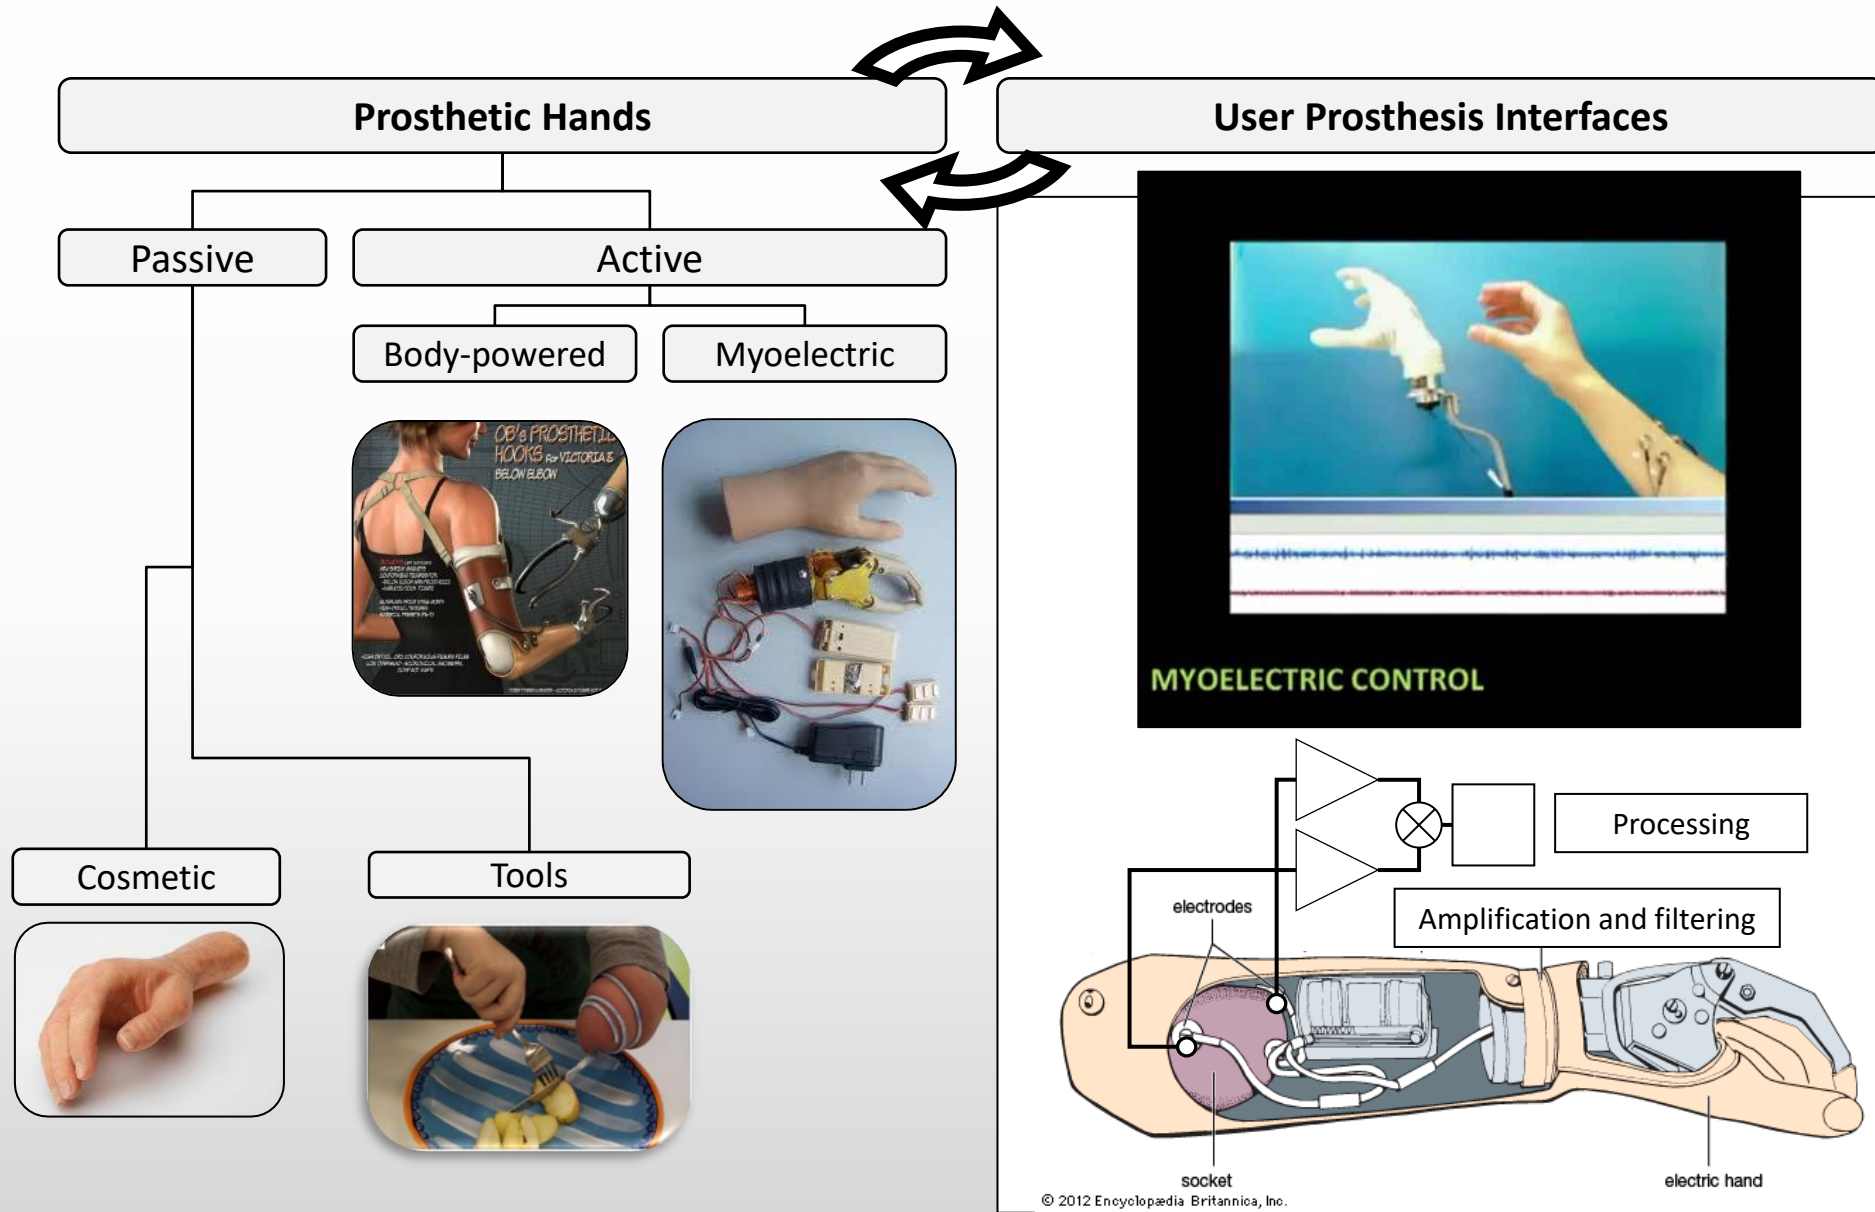 Prosthetic Hands
User Prosthesis Interfaces
Passive
Active
Body-powered
Myoelectric
OB's PROSTHETIC
HOOKS For VICTORIA 3
BELOW ELBOW
MYOELECTRIC CONTROL
Cosmetic
Tools
Processing
Amplification and filtering
electrodes
socket
electric hand
© 2012 Encyclopædia Britannica, Inc.